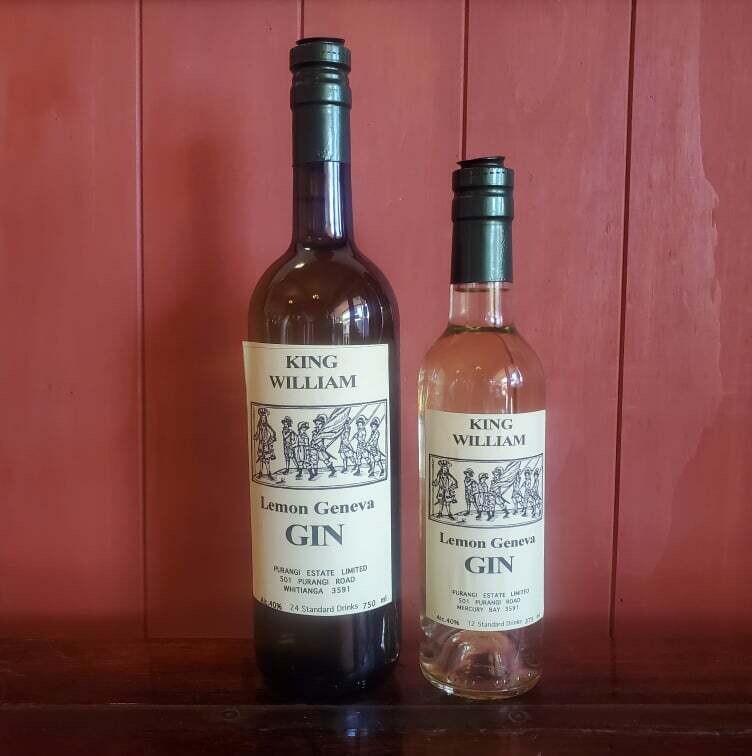 KING
WILLIAM
Lemon Geneva
GIN
PURANGI ESTATE LIMITED
501 PURANGI ROAD
WHITIANGA 3591
Alc.40% 24 Standard Drinks 750 ml
KING
WILLIAM
Lemon Geneva
GIN
PURANGI ESTATE LIMITED
501 PURANGI ROAD
MERCURY BAY 3591
Alc.40% 12 Standard Drinks 375 ml